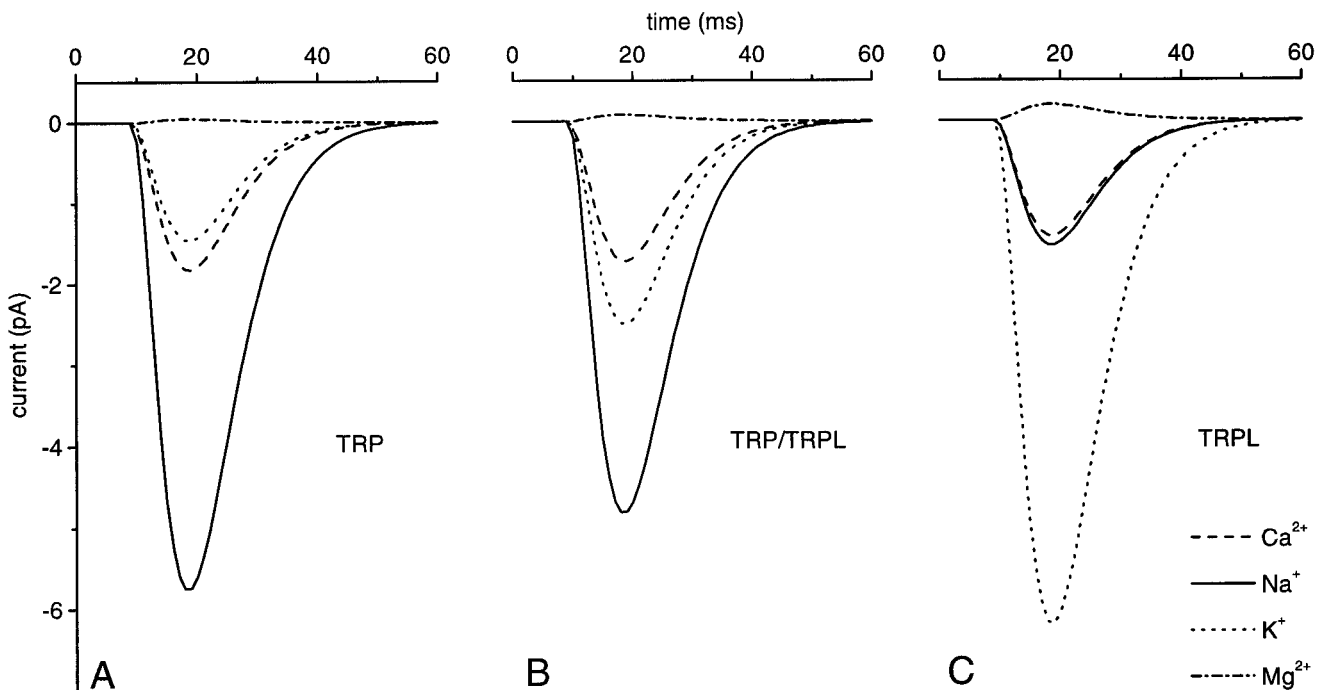 time (ms)
0 20 40 60
0 20 40 60
0 20 40 60
current (pA)
0
-2
-4
-6
TRP
TRP/TRPL
TRPL
Ca²⁺
Na⁺
K⁺
Mg²⁺
A
B
C